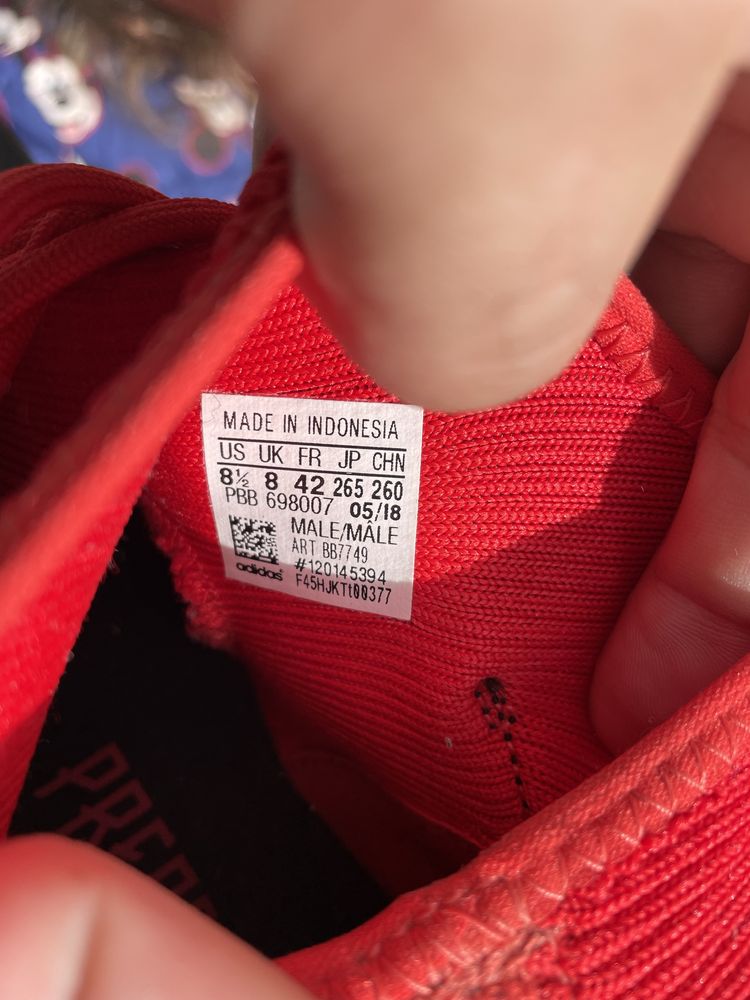 MADE IN INDONESIA
US UK FR JP CHN
8½ 8 42 265 260
PBB 698007 05/18
MALE/MÂLE
ART BB7749
#120145394
adidas F45HJKTt00377